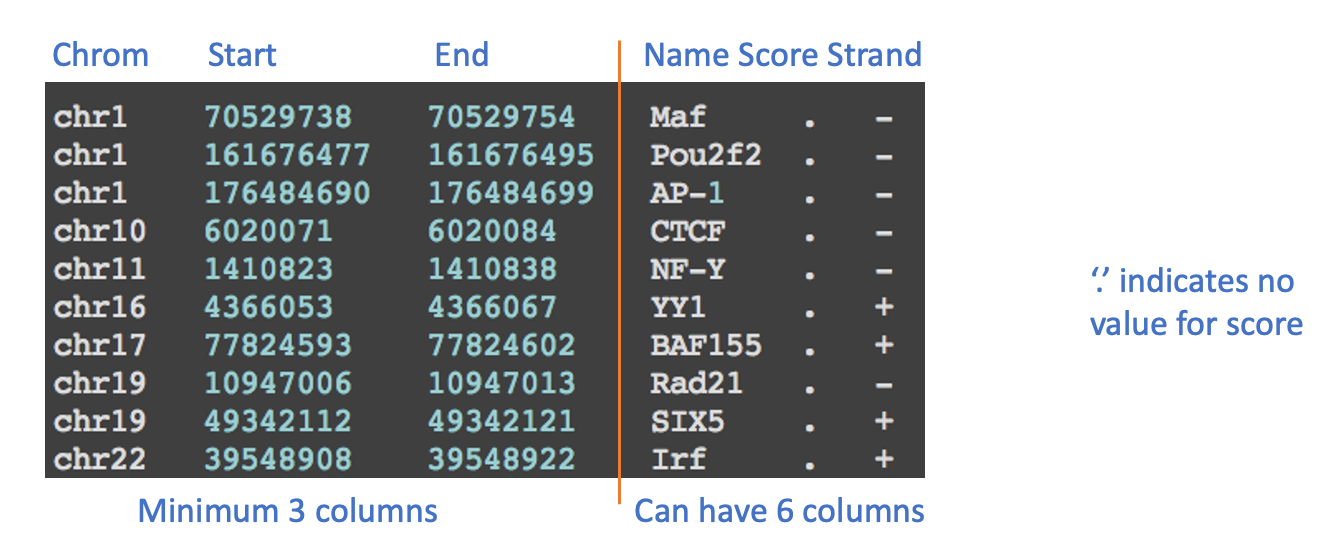 Chrom Start End Name Score Strand
chr1 70529738 70529754 Maf . -
chr1 161676477 161676495 Pou2f2 . -
chr1 176484690 176484699 AP-1 . -
chr10 6020071 6020084 CTCF . -
chr11 1410823 1410838 NF-Y . -
chr16 4366053 4366067 YY1 . +
chr17 77824593 77824602 BAF155 . +
chr19 10947006 10947013 Rad21 . -
chr19 49342112 49342121 SIX5 . +
chr22 39548908 39548922 Irf . +
Minimum 3 columns Can have 6 columns
‘.’ indicates no
value for score